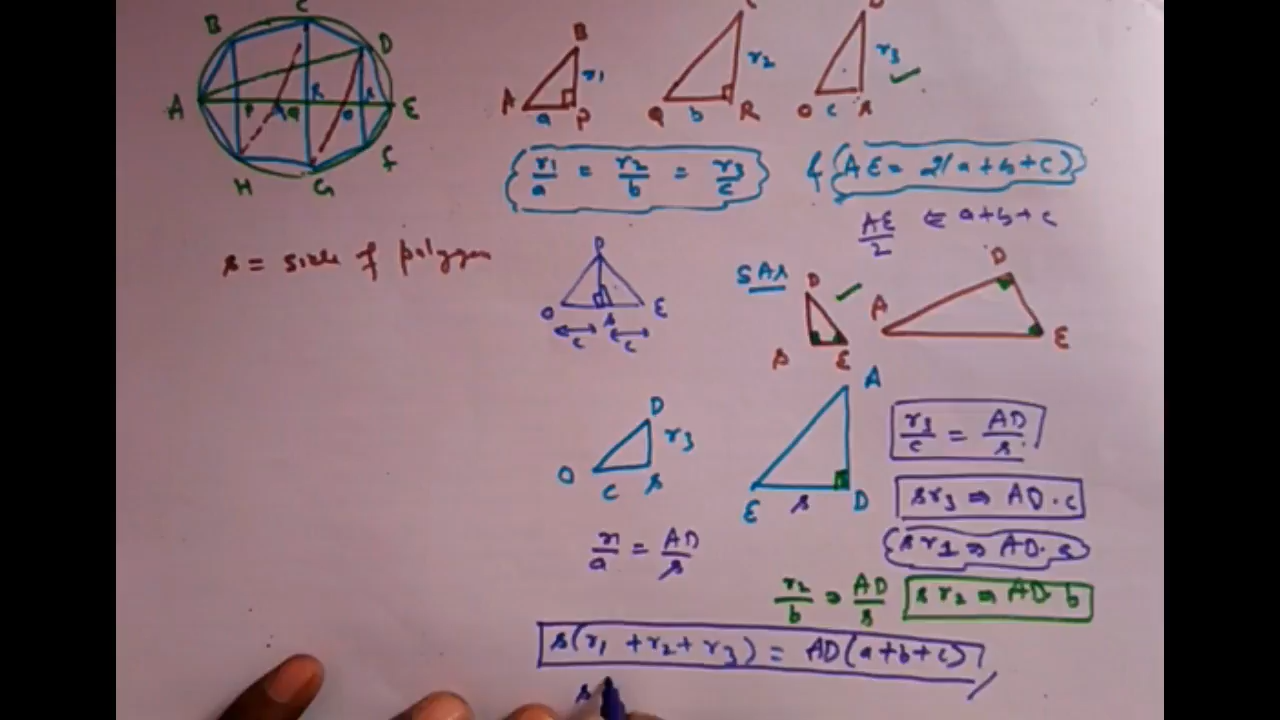 A B C D E F G H
P Q R O s
A B P a r1
Q b R r2
O c s r3
r1/a = r2/b = r3/c
& AE = 2(a+b+c)
AE/2 ⇐ a+b+c
s = side of polygon
D O s E c c
SAS
D s E
A D E
O D r3 c s
A E s D
r3/c = AD/s
s r3 ⇒ AD·c
r1/a = AD/s
s r1 ⇒ AD·a
r2/b ⇒ AD/s s r2 ⇒ AD·b
s(r1 + r2 + r3) = AD(a+b+c)
s